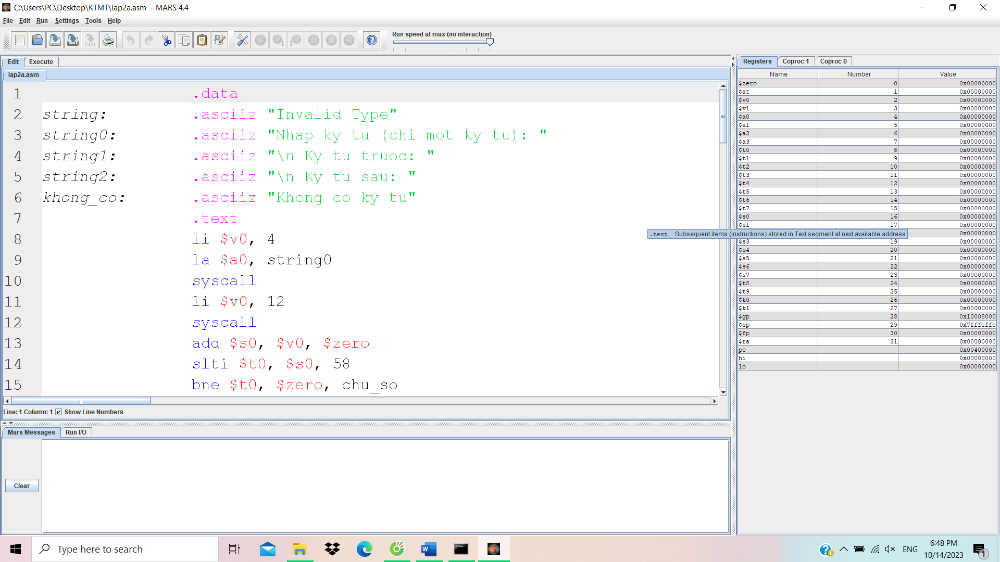 C:\Users\PC\Desktop\KTMT\lap2a.asm - MARS 4.4
File Edit Run Settings Tools Help
Run speed at max (no interaction)
Edit Execute
lap2a.asm
1 .data
2 string: .asciiz "Invalid Type"
3 string0: .asciiz "Nhap ky tu (chi mot ky tu): "
4 string1: .asciiz "\n Ky tu truoc: "
5 string2: .asciiz "\n Ky tu sau: "
6 khong_co: .asciiz "Khong co ky tu"
7 .text
8 li $v0, 4
9 la $a0, string0
10 syscall
11 li $v0, 12
12 syscall
13 add $s0, $v0, $zero
14 slti $t0, $s0, 58
15 bne $t0, $zero, chu_so
Line: 1 Column: 1 Show Line Numbers
Mars Messages Run I/O
Clear
Registers Coproc 1 Coproc 0
Name Number Value
$zero 0 0x00000000
$at 1 0x00000000
$v0 2 0x00000000
$v1 3 0x00000000
$a0 4 0x00000000
$a1 5 0x00000000
$a2 6 0x00000000
$a3 7 0x00000000
$t0 8 0x00000000
$t1 9 0x00000000
$t2 10 0x00000000
$t3 11 0x00000000
$t4 12 0x00000000
$t5 13 0x00000000
$t6 14 0x00000000
$t7 15 0x00000000
$s0 16 0x00000000
$s1 17 0x00000000
.text Subsequent items (instructions) stored in Text segment at next available address
0x00000000
$s3 19 0x00000000
$s4 20 0x00000000
$s5 21 0x00000000
$s6 22 0x00000000
$s7 23 0x00000000
$t8 24 0x00000000
$t9 25 0x00000000
$k0 26 0x00000000
$k1 27 0x00000000
$gp 28 0x10008000
$sp 29 0x7fffeffc
$fp 30 0x00000000
$ra 31 0x00000000
pc 0x00400000
hi 0x00000000
lo 0x00000000
Type here to search
ENG
6:48 PM
10/14/2023
1